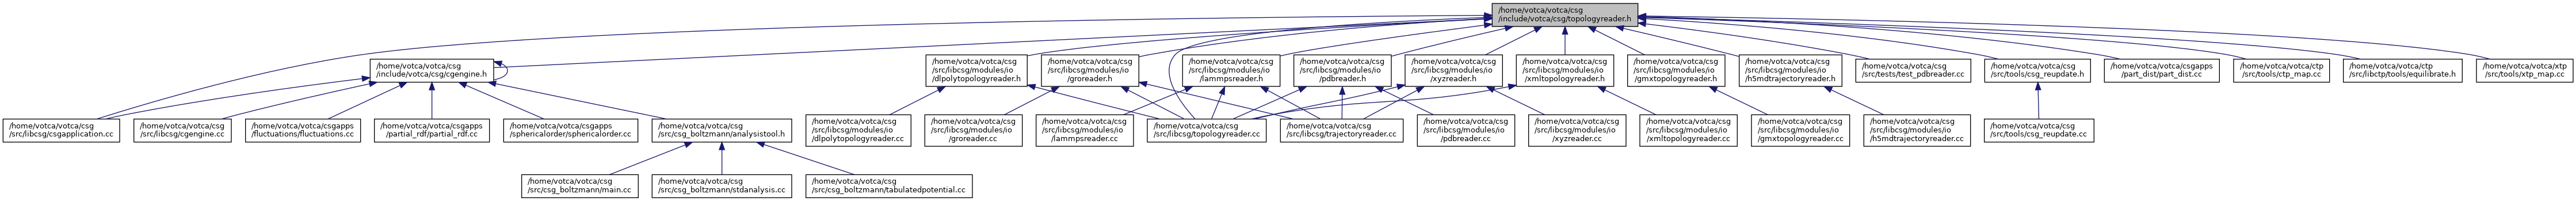 /home/votca/votca/csg
/include/votca/csg/topologyreader.h
/home/votca/votca/csg
/include/votca/csg/cgengine.h
/home/votca/votca/csg
/src/libcsg/modules/io
/dlpolytopologyreader.h
/home/votca/votca/csg
/src/libcsg/modules/io
/groreader.h
/home/votca/votca/csg
/src/libcsg/modules/io
/lammpsreader.h
/home/votca/votca/csg
/src/libcsg/modules/io
/pdbreader.h
/home/votca/votca/csg
/src/libcsg/modules/io
/xyzreader.h
/home/votca/votca/csg
/src/libcsg/modules/io
/xmltopologyreader.h
/home/votca/votca/csg
/src/libcsg/modules/io
/gmxtopologyreader.h
/home/votca/votca/csg
/src/libcsg/modules/io
/h5mdtrajectoryreader.h
/home/votca/votca/csg
/src/tests/test_pdbreader.cc
/home/votca/votca/csg
/src/tools/csg_reupdate.h
/home/votca/votca/csgapps
/part_dist/part_dist.cc
/home/votca/votca/ctp
/src/tools/ctp_map.cc
/home/votca/votca/ctp
/src/libctp/tools/equilibrate.h
/home/votca/votca/xtp
/src/tools/xtp_map.cc
/home/votca/votca/csg
/src/libcsg/csgapplication.cc
/home/votca/votca/csg
/src/libcsg/cgengine.cc
/home/votca/votca/csgapps
/fluctuations/fluctuations.cc
/home/votca/votca/csgapps
/partial_rdf/partial_rdf.cc
/home/votca/votca/csgapps
/sphericalorder/sphericalorder.cc
/home/votca/votca/csg
/src/csg_boltzmann/analysistool.h
/home/votca/votca/csg
/src/libcsg/modules/io
/dlpolytopologyreader.cc
/home/votca/votca/csg
/src/libcsg/modules/io
/groreader.cc
/home/votca/votca/csg
/src/libcsg/modules/io
/lammpsreader.cc
/home/votca/votca/csg
/src/libcsg/topologyreader.cc
/home/votca/votca/csg
/src/libcsg/trajectoryreader.cc
/home/votca/votca/csg
/src/libcsg/modules/io
/pdbreader.cc
/home/votca/votca/csg
/src/libcsg/modules/io
/xyzreader.cc
/home/votca/votca/csg
/src/libcsg/modules/io
/xmltopologyreader.cc
/home/votca/votca/csg
/src/libcsg/modules/io
/gmxtopologyreader.cc
/home/votca/votca/csg
/src/libcsg/modules/io
/h5mdtrajectoryreader.cc
/home/votca/votca/csg
/src/tools/csg_reupdate.cc
/home/votca/votca/csg
/src/csg_boltzmann/main.cc
/home/votca/votca/csg
/src/csg_boltzmann/stdanalysis.cc
/home/votca/votca/csg
/src/csg_boltzmann/tabulatedpotential.cc